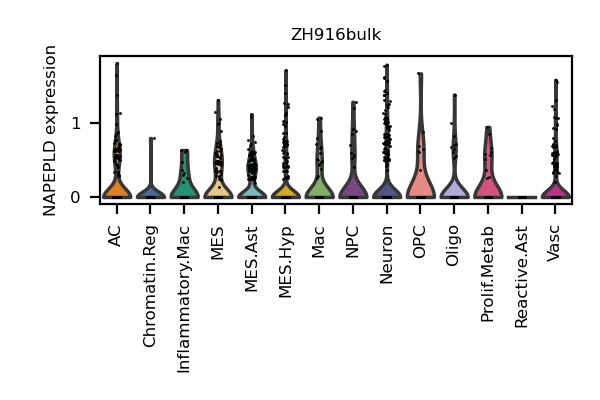 ZH916bulk
NAPEPLD expression
1
0
AC
Chromatin.Reg
Inflammatory.Mac
MES
MES.Ast
MES.Hyp
Mac
NPC
Neuron
OPC
Oligo
Prolif.Metab
Reactive.Ast
Vasc